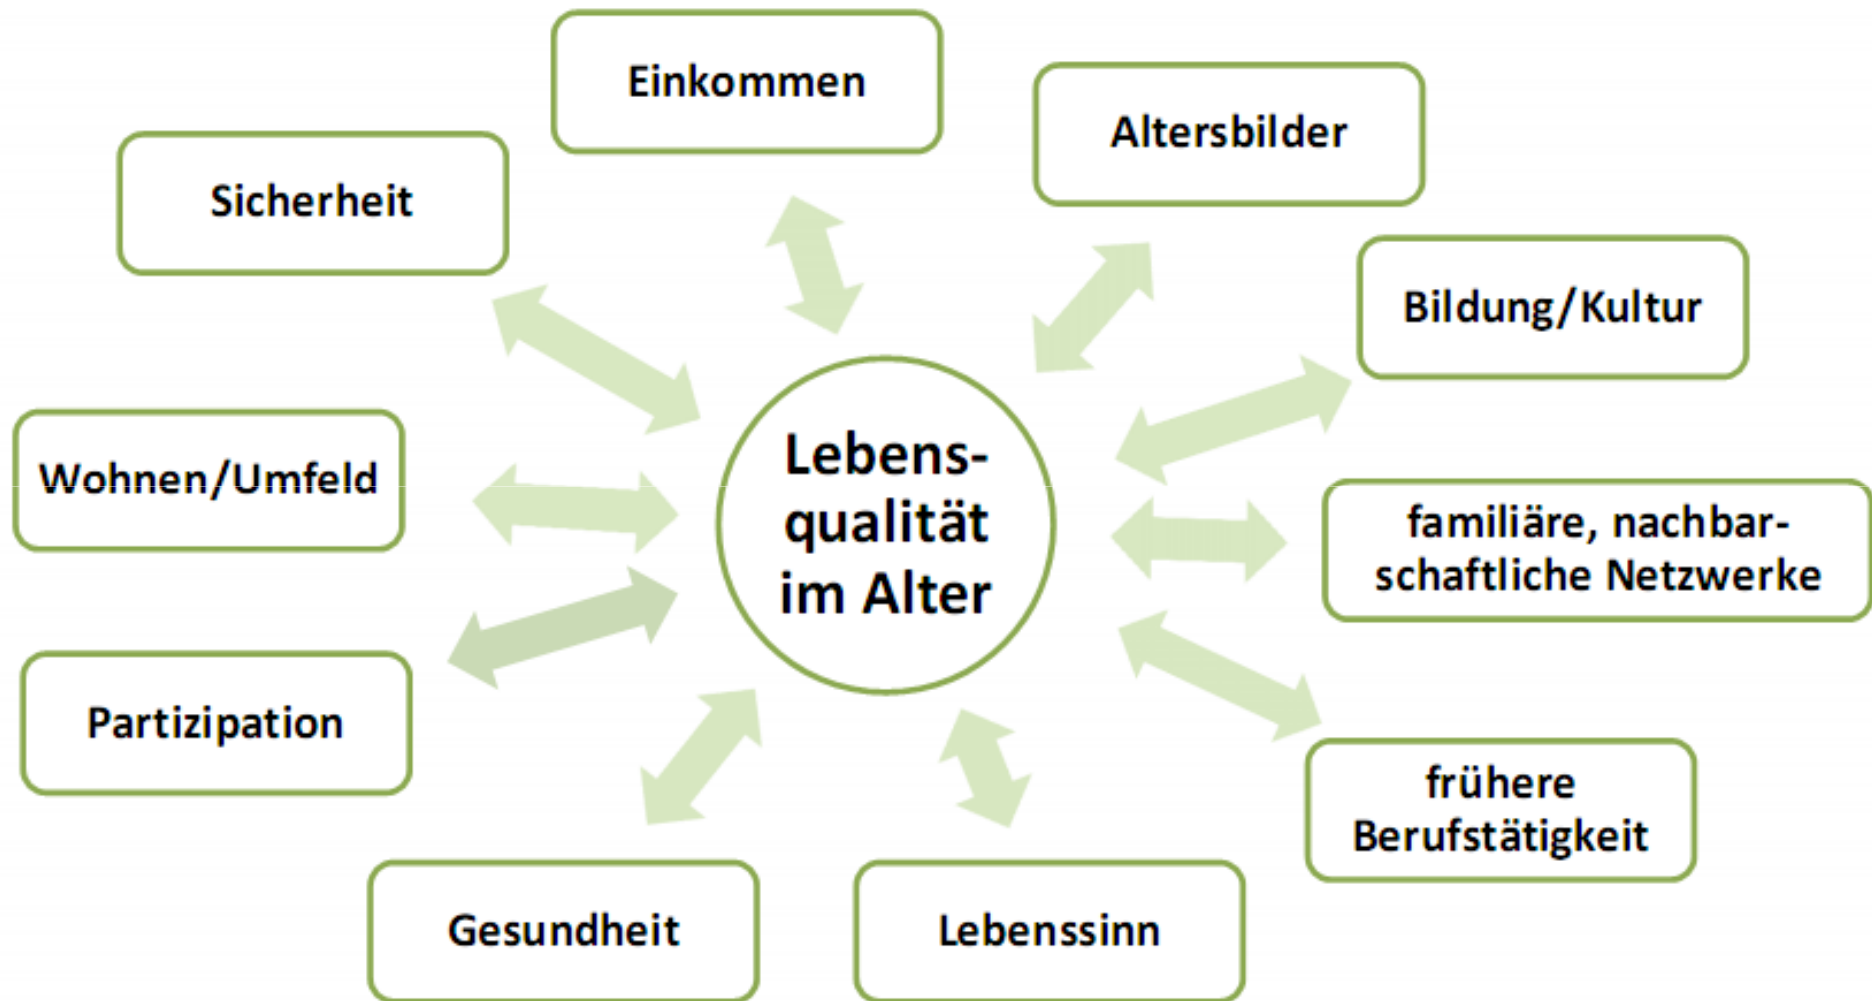 Einkommen
Altersbilder
Sicherheit
Bildung/Kultur
Lebens-
qualität
im Alter
Wohnen/Umfeld
familiäre, nachbar-
schaftliche Netzwerke
Partizipation
frühere
Berufstätigkeit
Gesundheit
Lebenssinn